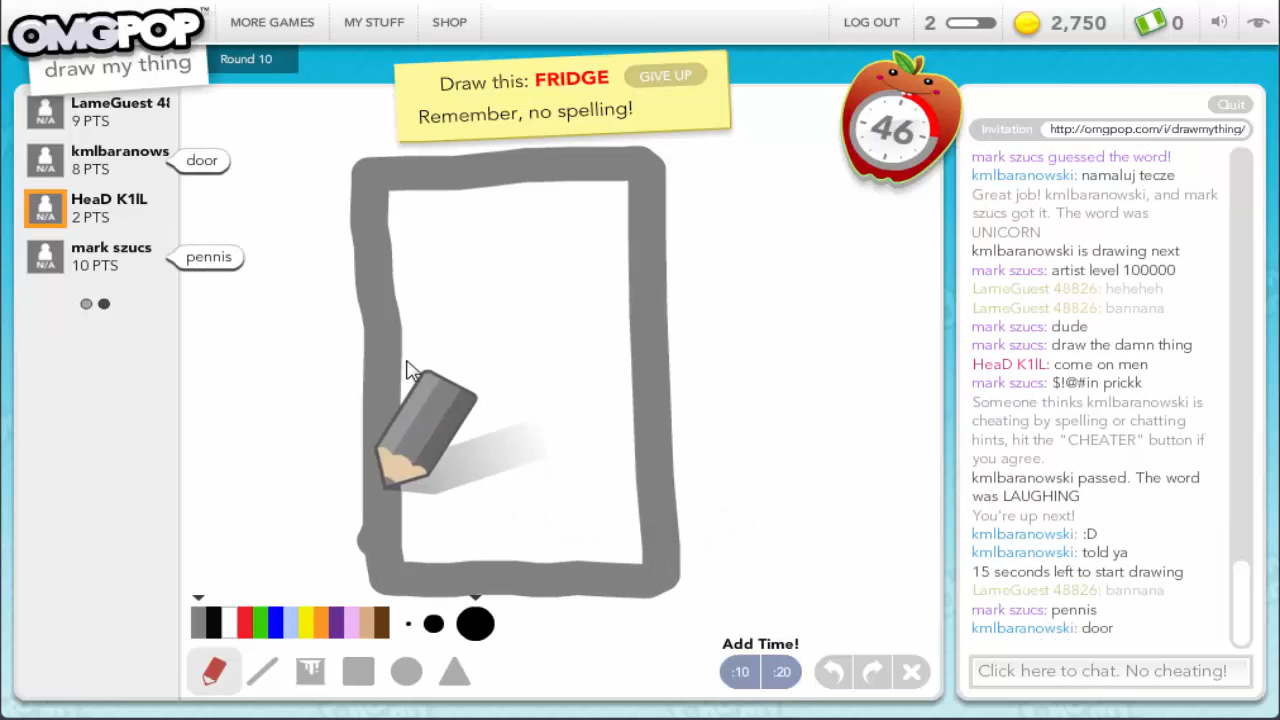 OMGPOP™
MORE GAMES
MY STUFF
SHOP
LOG OUT
2
2,750
0
draw my thing
Round 10
Draw this: FRIDGE
GIVE UP
Remember, no spelling!
46
LameGuest 48
9 PTS
N/A
kmlbaranows
8 PTS
N/A
door
HeaD K1lL
2 PTS
N/A
mark szucs
10 PTS
N/A
pennis
Add Time!
:10
:20
Quit
Invitation
http://omgpop.com/i/drawmything/
mark szucs guessed the word!
kmlbaranowski: namaluj tecze
Great job! kmlbaranowski, and mark
szucs got it. The word was
UNICORN
kmlbaranowski is drawing next
mark szucs: artist level 100000
LameGuest 48826: heheheh
LameGuest 48826: bannana
mark szucs: dude
mark szucs: draw the damn thing
HeaD K1lL: come on men
mark szucs: $!@#in prickk
Someone thinks kmlbaranowski is
cheating by spelling or chatting
hints, hit the "CHEATER" button if
you agree.
kmlbaranowski passed. The word
was LAUGHING
You're up next!
kmlbaranowski: :D
kmlbaranowski: told ya
15 seconds left to start drawing
LameGuest 48826: bannana
mark szucs: pennis
kmlbaranowski: door
Click here to chat. No cheating!